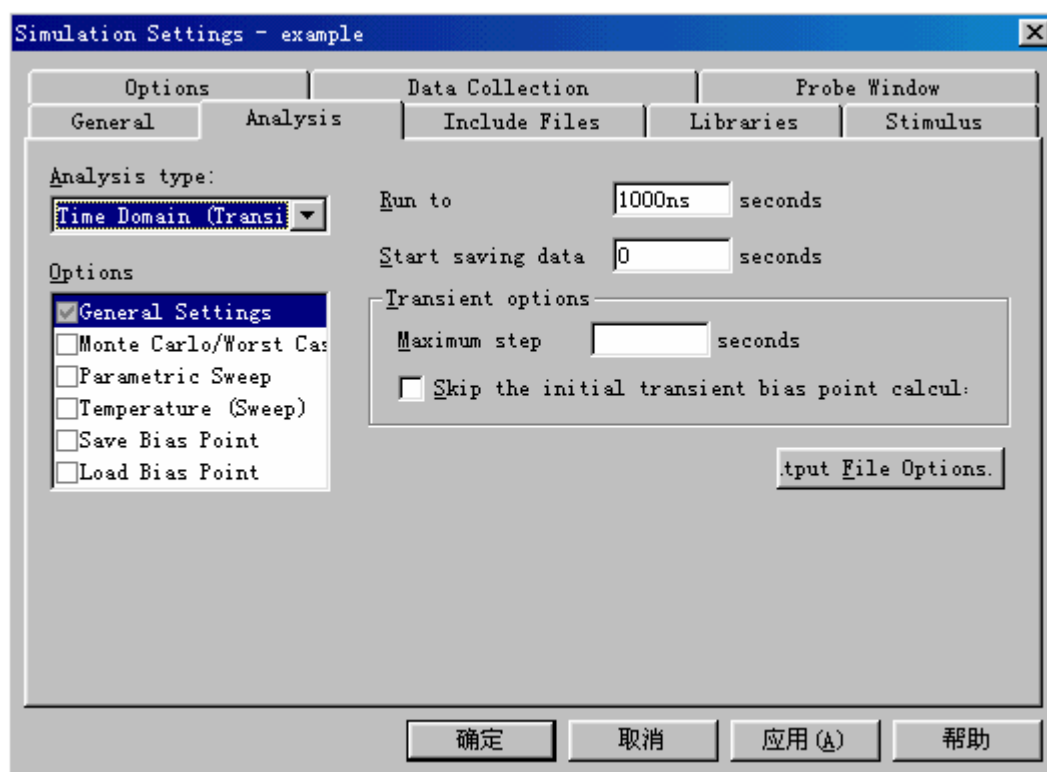 Simulation Settings - example
Options Data Collection Probe Window
General Analysis Include Files Libraries Stimulus
Analysis type:
Time Domain (Transi
Run to 1000ns seconds
Start saving data 0 seconds
Options
General Settings
Monte Carlo/Worst Cas
Parametric Sweep
Temperature (Sweep)
Save Bias Point
Load Bias Point
Transient options
Maximum step seconds
Skip the initial transient bias point calcul
.tput File Options.
确定 取消 应用(A) 帮助